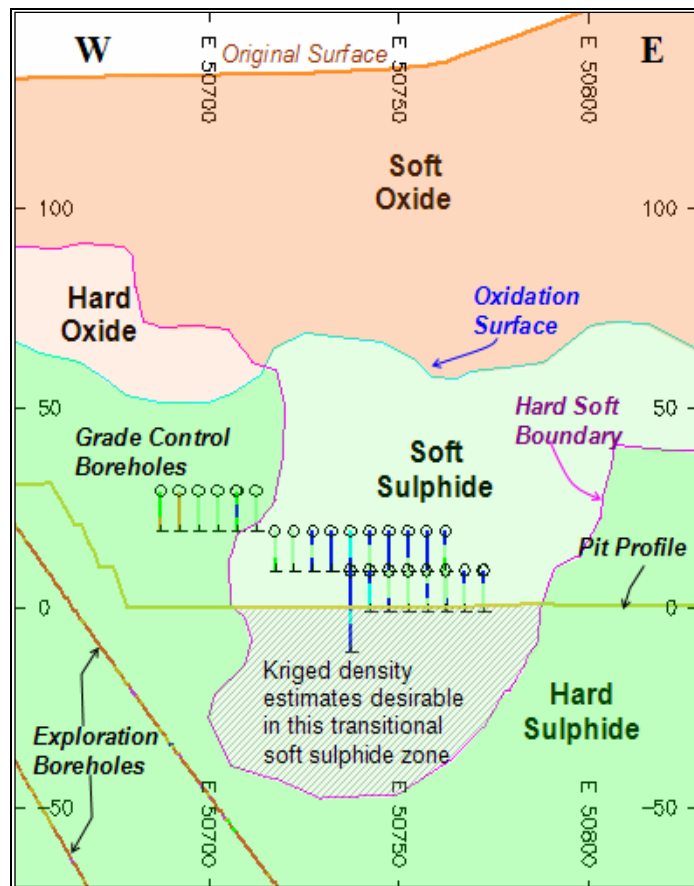 W
E 50700
Original Surface
E 50750
E 50800
E
Soft
Oxide
100
100
Hard
Oxide
Oxidation
Surface
50
50
Grade Control
Boreholes
Soft
Sulphide
Hard Soft
Boundary
Pit Profile
0
0
Kriged density
estimates desirable
in this transitional
soft sulphide zone
Hard
Sulphide
Exploration
Boreholes
-50
-50
E 50700
E 50750
E 50800